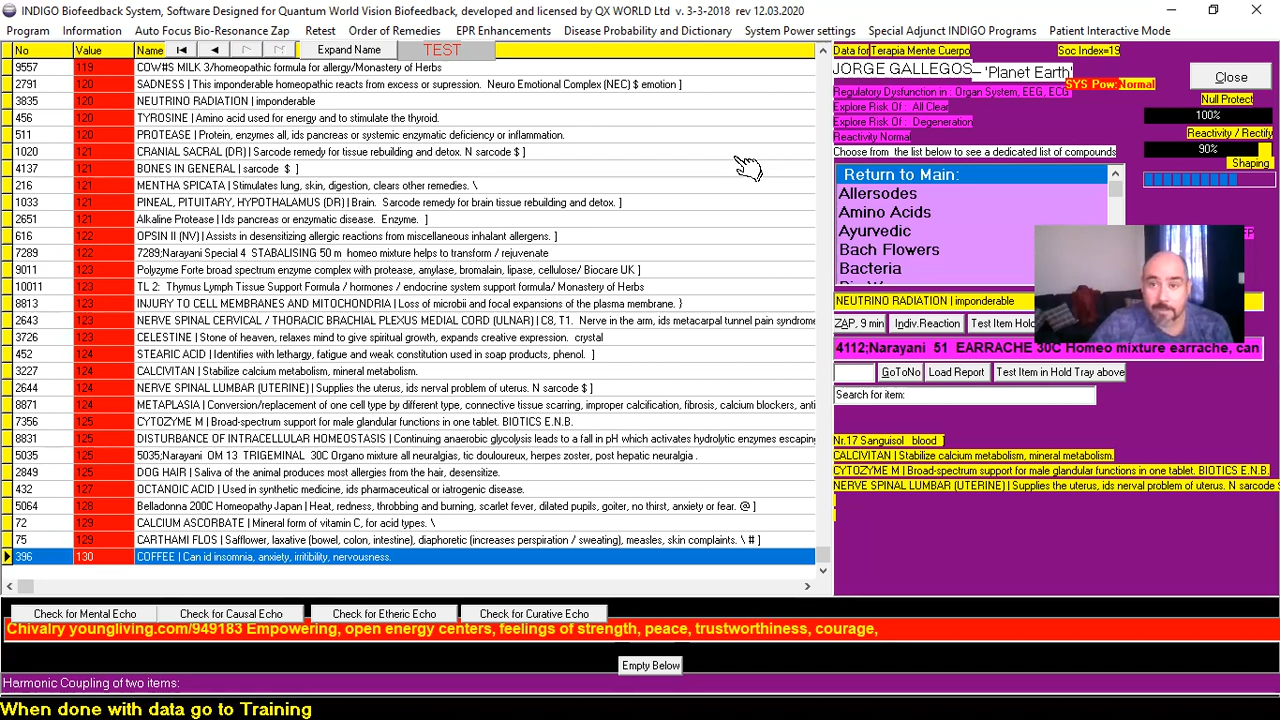 INDIGO Biofeedback System, Software Designed for Quantum World Vision Biofeedback, developed and licensed by QX WORLD Ltd v. 3-3-2018 rev 12.03.2020
Program Information Auto Focus Bio-Resonance Zap Retest Order of Remedies EPR Enhancements Disease Probability and Dictionary System Power settings Special Adjunct INDIGO Programs Patient Interactive Mode
No Value Name Expand Name TEST
9557 119 COW#S MILK 3/homeopathic formula for allergy/Monastery of Herbs
2791 120 SADNESS | This imponderable homeopathic reacts from excess or supression. Neuro Emotional Complex (NEC) $ emotion ]
3835 120 NEUTRINO RADIATION | imponderable
456 120 TYROSINE | Amino acid used for energy and to stimulate the thyroid.
511 120 PROTEASE | Protein, enzymes all, ids pancreas or systemic enzymatic deficiency or inflammation.
1020 121 CRANIAL SACRAL (DR) | Sarcode remedy for tissue rebuilding and detox. N sarcode $ ]
4137 121 BONES IN GENERAL | sarcode $ ]
216 121 MENTHA SPICATA | Stimulates lung, skin, digestion, clears other remedies. \
1033 121 PINEAL, PITUITARY, HYPOTHALAMUS (DR) | Brain. Sarcode remedy for brain tissue rebuilding and detox. ]
2651 121 Alkaline Protease | Ids pancreas or enzymatic disease. Enzyme. ]
616 122 OPSIN II (NV) | Assists in desensitizing allergic reactions from miscellaneous inhalant allergens. ]
7289 122 7289;Narayani Special 4 STABALISING 50 m homeo mixture helps to transform / rejuvenate
9011 123 Polyzyme Forte broad spectrum enzyme complex with protease, amylase, bromalain, lipase, cellulose/ Biocare UK ]
10011 123 TL 2: Thymus Lymph Tissue Support Formula / hormones / endocrine system support formula/ Monastery of Herbs
8813 123 INJURY TO CELL MEMBRANES AND MITOCHONDRIA | Loss of microbii and focal expansions of the plasma membrane. }
2643 123 NERVE SPINAL CERVICAL / THORACIC BRACHIAL PLEXUS MEDIAL CORD (ULNAR) | C8, T1. Nerve in the arm, ids metacarpal tunnel pain syndrome
3726 123 CELESTINE | Stone of heaven, relaxes mind to give spiritual growth, expands creative expression. crystal
452 124 STEARIC ACID | Identifies with lethargy, fatigue and weak constitution used in soap products, phenol. ]
3227 124 CALCIVITAN | Stabilize calcium metabolism, mineral metabolism.
2644 124 NERVE SPINAL LUMBAR (UTERINE) | Supplies the uterus, ids nerval problem of uterus. N sarcode $ ]
8871 124 METAPLASIA | Conversion/replacement of one cell type by different type, connective tissue scarring, improper calcification, fibrosis, calcium blockers, anti
7356 125 CYTOZYME M | Broad-spectrum support for male glandular functions in one tablet. BIOTICS E.N.B.
8831 125 DISTURBANCE OF INTRACELLULAR HOMEOSTASIS | Continuing anaerobic glycolysis leads to a fall in pH which activates hydrolytic enzymes escaping
5035 125 5035;Narayani OM 13 TRIGEMINAL 30C Organo mixture all neuralgias, tic douloureux, herpes zoster, post hepatic neuralgia .
2849 125 DOG HAIR | Saliva of the animal produces most allergies from the hair, desensitize.
432 127 OCTANOIC ACID | Used in synthetic medicine, ids pharmaceutical or iatrogenic disease.
5064 128 Belladonna 200C Homeopathy Japan | Heat, redness, throbbing and burning, scarlet fever, dilated pupils, goiter, no thirst, anxiety or fear. @ ]
72 129 CALCIUM ASCORBATE | Mineral form of vitamin C, for acid types. \
75 129 CARTHAMI FLOS | Safflower, laxative (bowel, colon, intestine), diaphoretic (increases perspiration / sweating), measles, skin complaints. \ # ]
396 130 COFFEE | Can id insomnia, anxiety, irritibility, nervousness.
Check for Mental Echo Check for Causal Echo Check for Etheric Echo Check for Curative Echo
Chivalry youngliving.com/949183 Empowering, open energy centers, feelings of strength, peace, trustworthiness, courage,
Empty Below
Harmonic Coupling of two items:
When done with data go to Training
Data for Terapia Mente Cuerpo Soc Index=19
JORGE GALLEGOS– 'Planet Earth'
SYS Pow:Normal
Close
Regulatory Dysfunction in : Organ System, EEG, ECG
Null Protect
Explore Risk Of : All Clear
100%
Explore Risk Of : Degeneration
Reactivity / Rectify
Reactivity Normal
90%
Choose from the list below to see a dedicated list of compounds
Shaping
Return to Main:
Allersodes
Amino Acids
Ayurvedic
Bach Flowers
Bacteria
NEUTRINO RADIATION | imponderable
ZAP, 9 min Indiv.Reaction Test Item Hold
4112;Narayani 51 EARRACHE 30C Homeo mixture earrache, can
GoToNo Load Report Test Item in Hold Tray above
Search for item:
Nr.17 Sanguisol blood ]
CALCIVITAN | Stabilize calcium metabolism, mineral metabolism.
CYTOZYME M | Broad-spectrum support for male glandular functions in one tablet. BIOTICS E.N.B.
NERVE SPINAL LUMBAR (UTERINE) | Supplies the uterus, ids nerval problem of uterus. N sarcode $